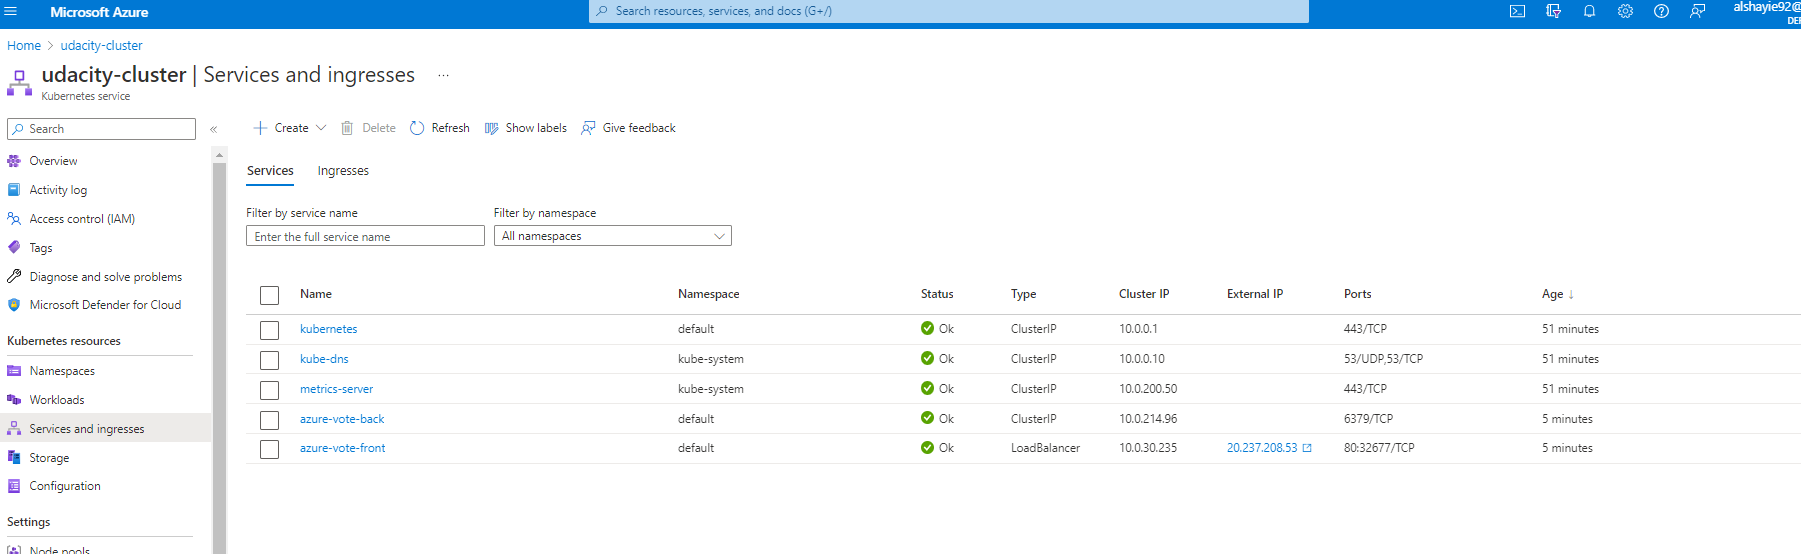 Microsoft Azure
Search resources, services, and docs (G+/)
alshayie92@
DEF
Home > udacity-cluster
udacity-cluster | Services and ingresses ...
Kubernetes service
Search «
Overview
Activity log
Access control (IAM)
Tags
Diagnose and solve problems
Microsoft Defender for Cloud
Kubernetes resources
Namespaces
Workloads
Services and ingresses
Storage
Configuration
Settings
Node pools
Create Delete Refresh Show labels Give feedback
Services Ingresses
Filter by service name Filter by namespace
Enter the full service name All namespaces
Name Namespace Status Type Cluster IP External IP Ports Age ↓
kubernetes default Ok ClusterIP 10.0.0.1 443/TCP 51 minutes
kube-dns kube-system Ok ClusterIP 10.0.0.10 53/UDP,53/TCP 51 minutes
metrics-server kube-system Ok ClusterIP 10.0.200.50 443/TCP 51 minutes
azure-vote-back default Ok ClusterIP 10.0.214.96 6379/TCP 5 minutes
azure-vote-front default Ok LoadBalancer 10.0.30.235 20.237.208.53 80:32677/TCP 5 minutes